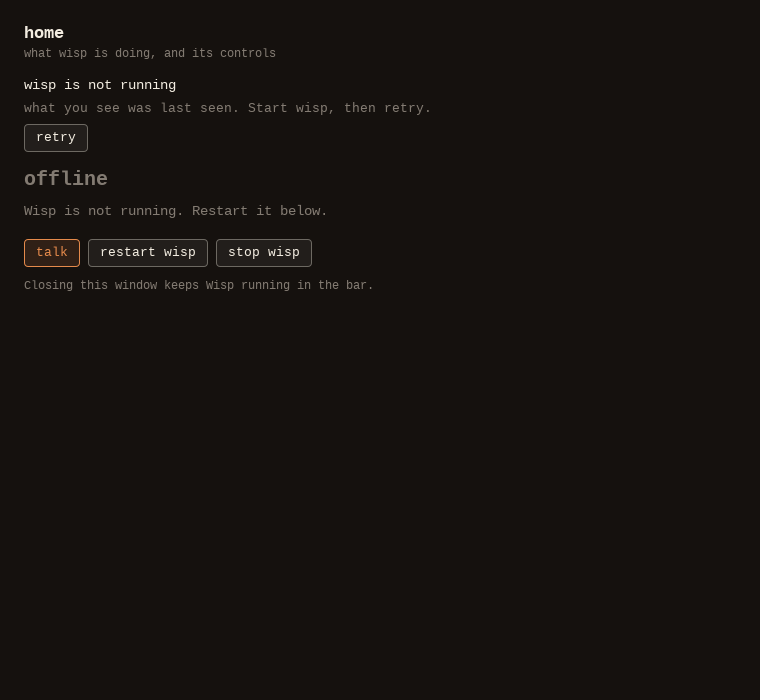 home
what wisp is doing, and its controls
wisp is not running
what you see was last seen. Start wisp, then retry.
retry
offline
Wisp is not running. Restart it below.
talk restart wisp stop wisp
Closing this window keeps Wisp running in the bar.